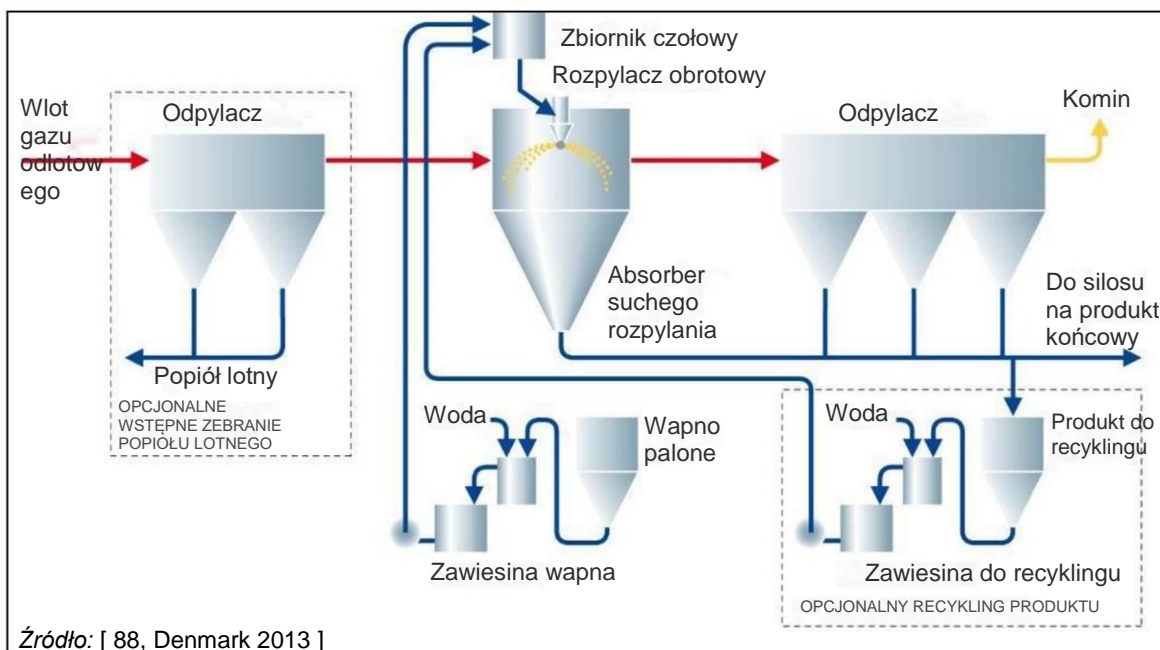 Zbiornik czołowy
Rozpylacz obrotowy
Wlot
gazu
odlotow
ego
Odpylacz
Odpylacz
Komin
Absorber
suchego
rozpylania
Do silosu
na produkt
końcowy
Popiół lotny
OPCJONALNE
WSTĘPNE ZEBRANIE
POPIOŁU LOTNEGO
Woda
Wapno
palone
Zawiesina wapna
Woda
Produkt do
recyklingu
Zawiesina do recyklingu
OPCJONALNY RECYKLING PRODUKTU
Źródło: [ 88, Denmark 2013 ]